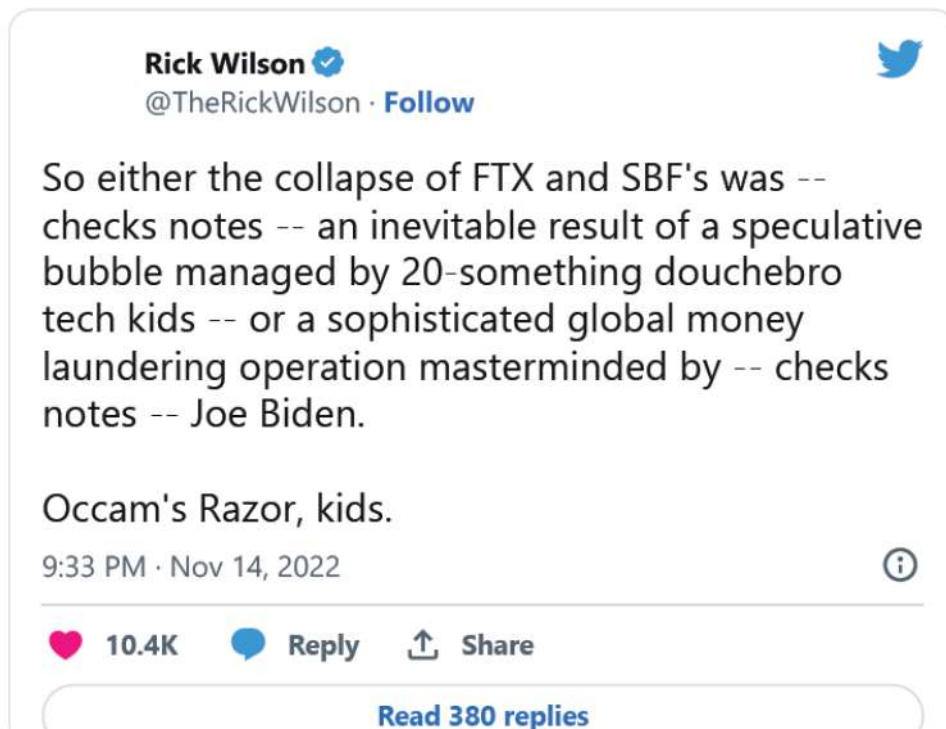 Rick Wilson
@TheRickWilson · Follow
So either the collapse of FTX and SBF's was --
checks notes -- an inevitable result of a speculative
bubble managed by 20-something douchebro
tech kids -- or a sophisticated global money
laundering operation masterminded by -- checks
notes -- Joe Biden.
Occam's Razor, kids.
9:33 PM · Nov 14, 2022
10.4K Reply Share
Read 380 replies